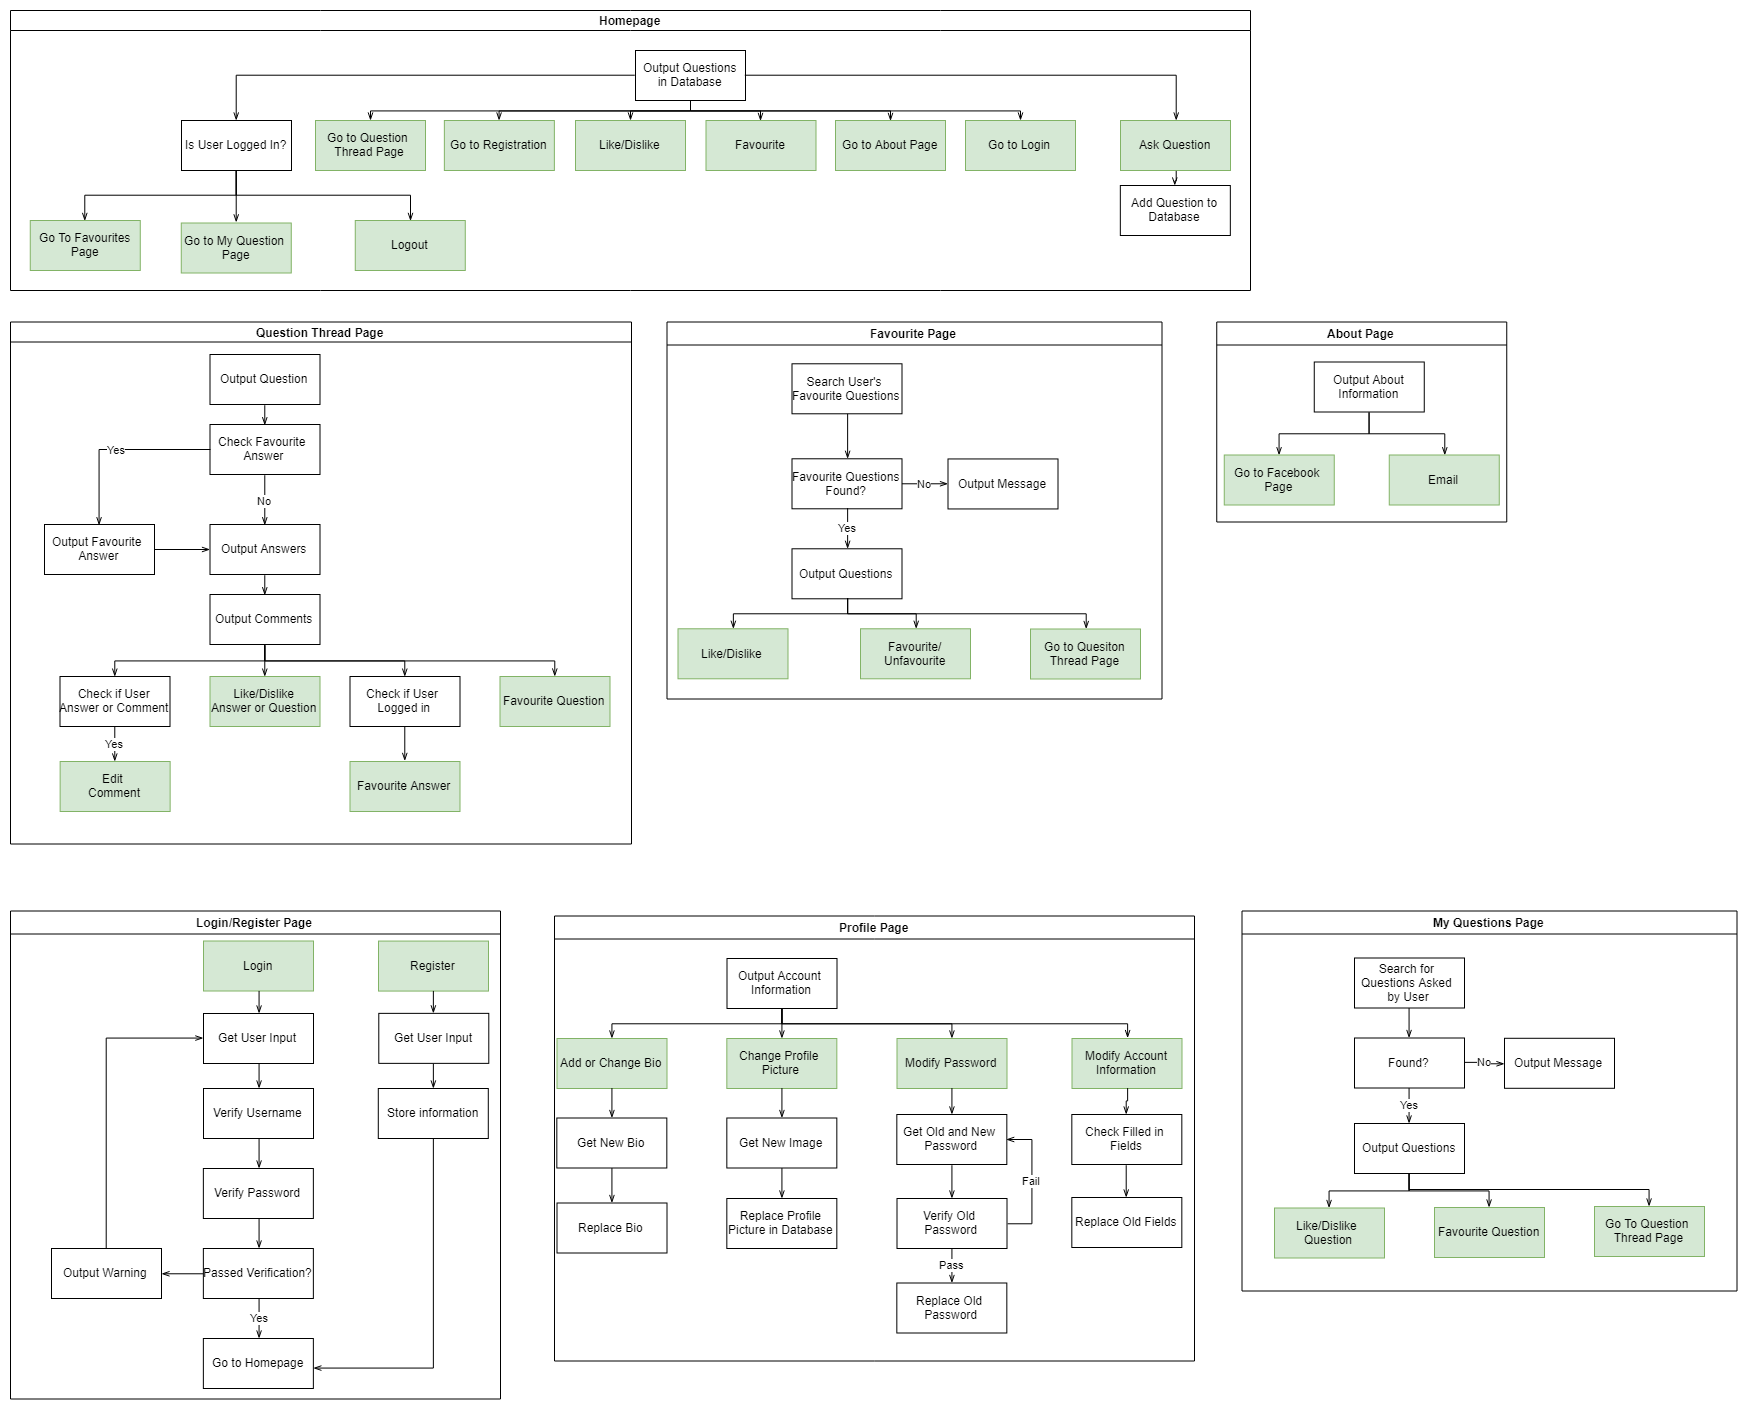 Homepage
Output Questions
in Database
Is User Logged In?
Go to Question
Thread Page
Go to Registration
Like/Dislike
Favourite
Go to About Page
Go to Login
Ask Question
Add Question to
Database
Go To Favourites
Page
Go to My Question
Page
Logout
Question Thread Page
Output Question
Check Favourite
Answer
Yes
No
Output Favourite
Answer
Output Answers
Output Comments
Check if User
Answer or Comment
Like/Dislike
Answer or Question
Check if User
Logged in
Favourite Question
Yes
Edit
Comment
Favourite Answer
Favourite Page
Search User's
Favourite Questions
Favourite Questions
Found?
No
Output Message
Yes
Output Questions
Like/Dislike
Favourite/
Unfavourite
Go to Quesiton
Thread Page
About Page
Output About
Information
Go to Facebook
Page
Email
Login/Register Page
Login
Register
Get User Input
Get User Input
Verify Username
Store information
Verify Password
Output Warning
Passed Verification?
Yes
Go to Homepage
Profile Page
Output Account
Information
Add or Change Bio
Change Profile
Picture
Modify Password
Modify Account
Information
Get New Bio
Get New Image
Get Old and New
Password
Check Filled in
Fields
Fail
Replace Bio
Replace Profile
Picture in Database
Verify Old
Password
Replace Old Fields
Pass
Replace Old
Password
My Questions Page
Search for
Questions Asked
by User
Found?
No
Output Message
Yes
Output Questions
Like/Dislike
Question
Favourite Question
Go To Question
Thread Page